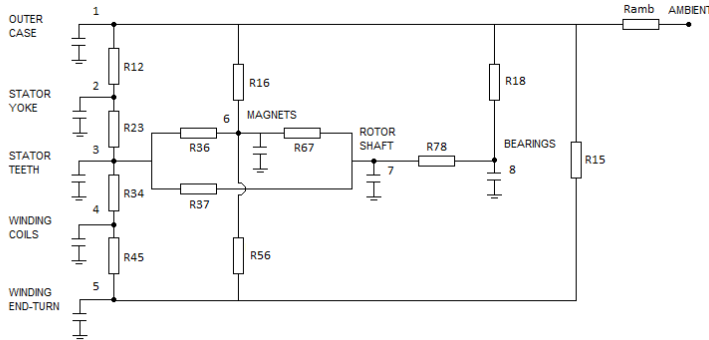 OUTER
CASE
1
Ramb
AMBIENT
R12
R16
R18
STATOR
YOKE
2
R23
6
MAGNETS
STATOR
TEETH
3
R36
R67
ROTOR
SHAFT
R78
BEARINGS
R15
R34
R37
7
8
WINDING
COILS
4
R45
R56
WINDING
END-TURN
5